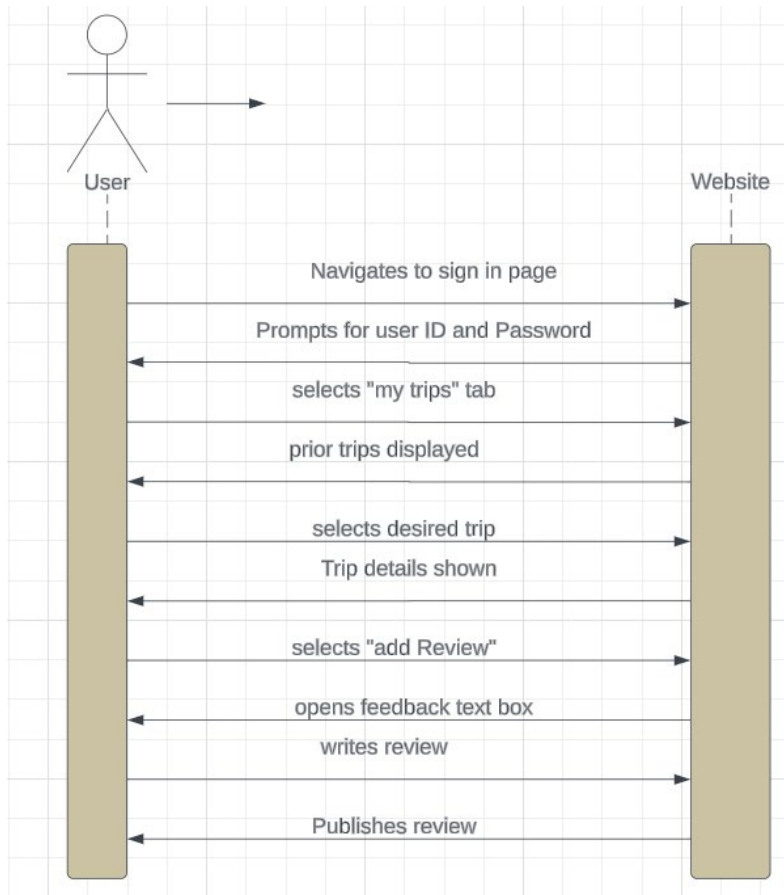 User
Website
Navigates to sign in page
Prompts for user ID and Password
selects "my trips" tab
prior trips displayed
selects desired trip
Trip details shown
selects "add Review"
opens feedback text box
writes review
Publishes review